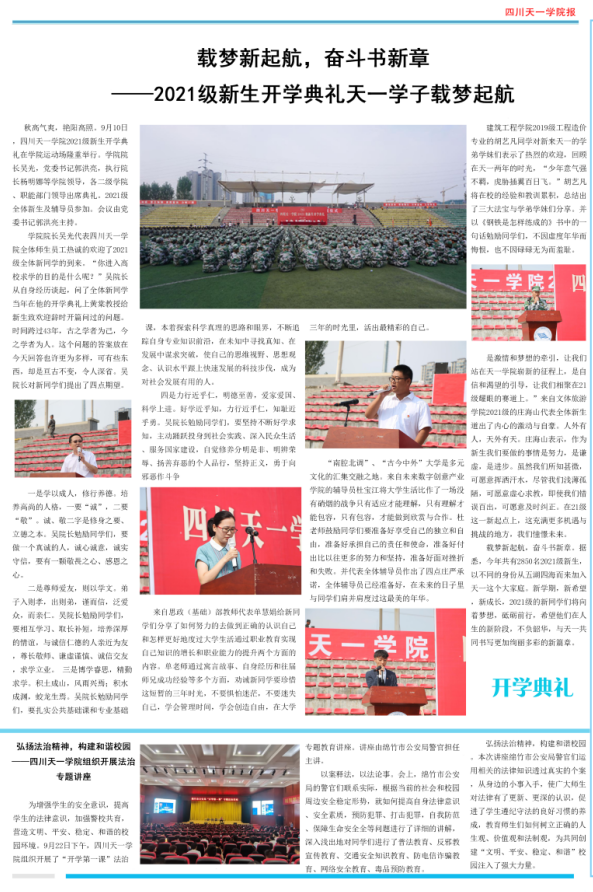 四川天一学院报
载梦新起航，奋斗书新章
——2021级新生开学典礼天一学子载梦起航
秋高气爽，艳阳高照。9月10日
，四川天一学院2021级新生开学典
礼在学院运动场隆重举行。学院院
长吴光，党委书记郭洪亮，执行院
长杨明娜等学院领导，各二级学院
、职能部门领导出席典礼。2021级
全体新生及辅导员参加。会议由党
委书记郭洪亮主持。
学院院长吴光代表四川天一学
院全体师生员工热诚的欢迎了2021
级全体新同学的到来。“你进入高
校求学的目的是什么呢？”吴院长
从自身经历谈起，问了全体新同学
当年在他的开学典礼上黄棠教授给
新生致欢迎辞时开篇问过的问题。
时间跨过43年，古之学者为己，今
之学者为人。这个问题的答案放在
今天回答也许更为多样，可有些东
西，却是亘古不变，令人深省。吴
院长对新同学们提出了四点期望。
一是学以成人，修行养德。培
养高尚的人格，一要“诚”，二要
“敬”。诚、敬二字是修身之要、
立德之本。吴院长勉励同学们，要
做一个真诚的人，诚心诚意，诚实
守信，要有一颗敬畏之心、感恩之
心。
二是尊师爱友，则以学文。弟
子入则孝，出则弟，谨而信，泛爱
众，而亲仁。吴院长勉励同学们，
要相互学习、取长补短，培养深厚
的情谊，与诚信仁德的人亲近为友
，尊长敬师、谦虚谨慎、诚信交友
，求学立业。 三是博学睿思，精勤
求学。积土成山，风雨兴焉；积水
成渊，蛟龙生焉。吴院长勉励同学
们，要扎实公共基础课和专业基础
课，本着探索科学真理的思路和眼界，不断追
踪自身专业知识前沿，在未知中寻找真知。在
发展中谋求突破，使自己的思维视野、思想观
念、认识水平跟上快速发展的科技步伐，成为
对社会发展有用的人。
四是力行近乎仁，明德至善。爱家爱国、
科学上进。好学近乎知，力行近乎仁，知耻近
乎勇。吴院长勉励同学们，要坚持不断好学求
知，主动踊跃投身到社会实践、深入民众生活
，服务国家建设，自觉修养分明是非、明辨荣
辱、扬善弃恶的个人品行，坚持正义，勇于向
邪恶作斗争
四川天一学
来自思政（基础）部教师代表单慧娟给新同
学们分享了如何努力的去做到正确的认识自己
和怎样更好地度过大学生活通过职业教育实现
自己知识的增长和职业能力的提升两个方面的
内容。单老师通过寓言故事、自身经历和往届
师兄成功经验等多个方面，劝诫新同学要珍惜
这短暂的三年时光，不要惧怕迷茫，不要迷失
自己，学会管理时间，学会创造自由，在大学
三年的时光里，活出最精彩的自己。
“南腔北调”、“古今中外”大学是多元
文化的汇集交融之地，来自未来数字创意产业
学院的辅导员杜宝江将大学生活比作了一场没
有硝烟的战争只有适应才能理解，只有理解才
能包容，只有包容，才能做到欣赏与合作。杜
老师鼓励同学们要准备好享受自己的独立和自
由，准备好承担自己的责任和使命，准备好付
出比以往更多的努力和坚持，准备好面对挫折
和失败，并代表全体辅导员作出了四点庄严承
诺，全体辅导员已经准备好，在未来的日子里
与同学们肩并肩度过这最美的年华。
天一学院
建筑工程学院2019级工程造价
专业的胡艺凡同学对新来天一的学
弟学妹们表示了热烈的欢迎，回顾
在天一两年的时光，“少年意气强
不羁，虎胁插翼百日飞。”胡艺凡
将在校的经验和教训累积，总结出
了三大法宝与学弟学妹们分享，并
以《钢铁是怎样炼成的》书中的一
句话勉励同学们，不因虚度年华而
悔恨，也不因碌碌无为而羞耻。
是激情和梦想的牵引，让我们
站在天一学院崭新的征程上，是自
信和渴望的引导，让我们相聚在21
级耀眼的赛道上。”来自文体旅游
学院2021级的庄海山代表全体新生
道出了内心的激动与自豪。人外有
人，天外有天。庄海山表示，作为
新生我们要做的事情是努力，是谦
虚，是进步。虽然我们所知甚微，
可愿意挥洒汗水，尽管我们浅薄孤
陋，可愿意虚心求教，即使我们错
误百出，可愿意及时纠正。在21级
这一新起点上，这充满更多机遇与
挑战的地方，我们憧憬未来。
载梦新起航，奋斗书新章。据
悉，今年共有2850名2021级新生，
以不同的身份从五湖四海而来加入
天一这个大家庭。新学期，新希望
，新成长，2021级的新同学们将向
着梦想，砥砺前行，希望他们在人
生的新阶段，不负韶华，与天一共
同书写更加绚丽多彩的新篇章。
开学典礼
弘扬法治精神，构建和谐校园
——四川天一学院组织开展法治
专题讲座
为增强学生的安全意识，提高
学生的法律意识，加强警校共育，
营造文明、平安、稳定、和谐的校
园环境。9月22日下午，四川天一学
院组织开展了“开学第一课”法治
专题教育讲座。讲座由绵竹市公安局警官担任
主讲。
以案释法，以法论事。会上，绵竹市公安
局的警官们联系实际，根据当前的社会和校园
周边安全稳定形势，就如何提高自身法律意识
、安全素质，预防犯罪、打击犯罪，自我防范
、保障生命安全全等问题进行了详细的讲解，
深入浅出地对同学们进行了普法教育、反邪教
宣传教育、交通安全知识教育、防电信诈骗教
育、网络安全教育、毒品预防教育。
弘扬法治精神，构建和谐校园
。本次讲座绵竹市公安局警官们运
用相关的法律知识透过真实的个案
，从身边的小事入手，使广大师生
对法律有了更新、更深的认识，促
进了学生遵纪守法的良好习惯的养
成，教育师生们如何树立正确的人
生观、价值观和法制观，为共同创
建“文明、平安、稳定、和谐”校
园注入了强大力量。